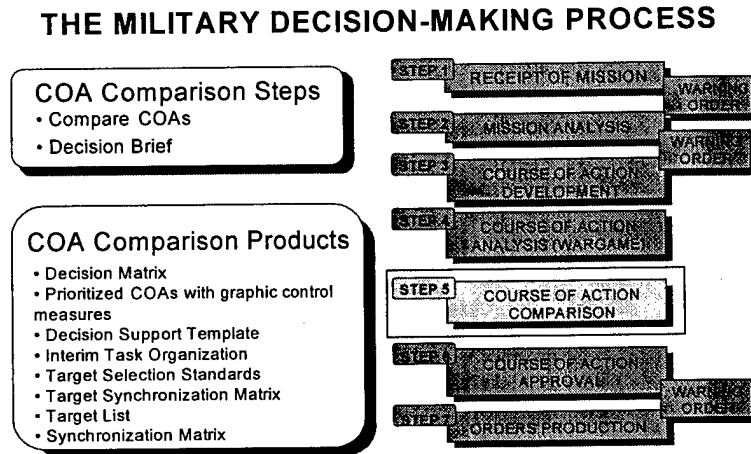 THE MILITARY DECISION-MAKING PROCESS
COA Comparison Steps
• Compare COAs
• Decision Brief
COA Comparison Products
• Decision Matrix
• Prioritized COAs with graphic control
measures
• Decision Support Template
• Interim Task Organization
• Target Selection Standards
• Target Synchronization Matrix
• Target List
• Synchronization Matrix
STEP 1
RECEIPT OF MISSION
WARNING
ORDER
STEP 2
MISSION ANALYSIS
WARNING
ORDER
STEP 3
COURSE OF ACTION
DEVELOPMENT
STEP 4
COURSE OF ACTION
ANALYSIS (WARGAME)
STEP 5
COURSE OF ACTION
COMPARISON
STEP 6
COURSE OF ACTION
APPROVAL
WARNING
ORDER
STEP 7
ORDERS PRODUCTION